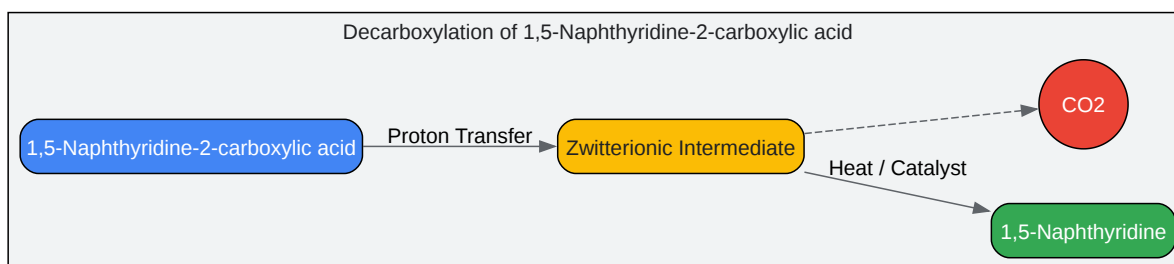 Decarboxylation of 1,5-Naphthyridine-2-carboxylic acid
CO2
1,5-Naphthyridine-2-carboxylic acid
Proton Transfer
Zwitterionic Intermediate
Heat / Catalyst
1,5-Naphthyridine